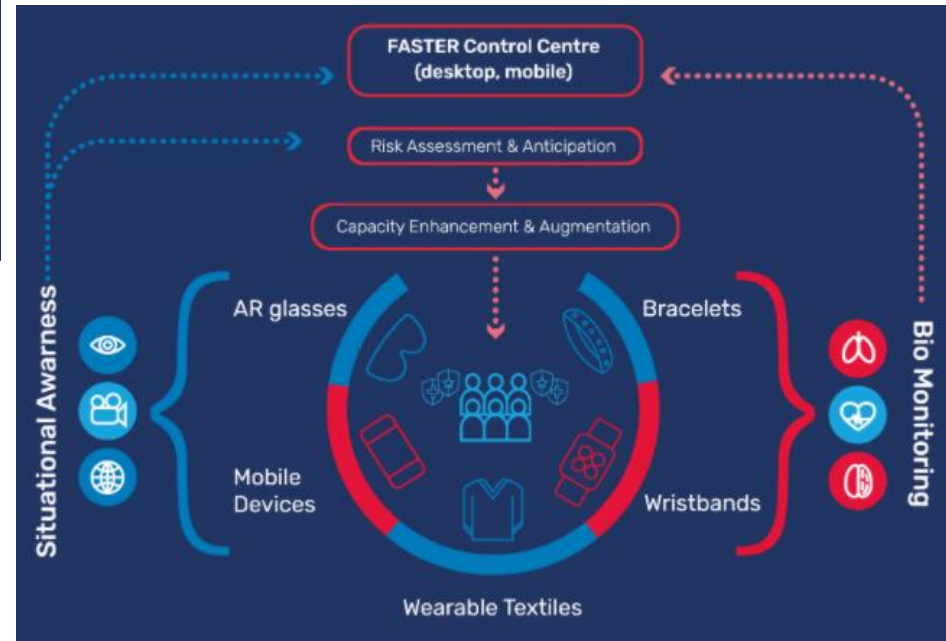 FASTER Control Centre
(desktop, mobile)
Risk Assessment & Anticipation
Capacity Enhancement & Augmentation
AR glasses
Bracelets
Situational Awarness
Bio Monitoring
Mobile
Devices
Wristbands
Wearable Textiles